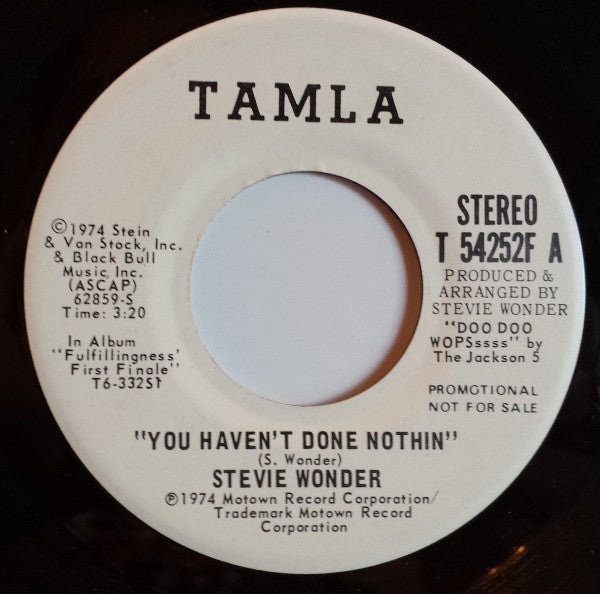 TAMLA
©1974 Stein
& Van Stock, Inc.
& Black Bull
Music, Inc.
(ASCAP)
62859-S
Time: 3:20
In Album
"Fulfillingness'
First Finale"
T6-332S1
STEREO
T 54252F A
PRODUCED &
ARRANGED BY
STEVIE WONDER
"DOO DOO
WOPSssss" by
The Jackson 5
PROMOTIONAL
NOT FOR SALE
"YOU HAVEN'T DONE NOTHIN"
(S. Wonder)
STEVIE WONDER
℗1974 Motown Record Corporation/
Trademark Motown Record
Corporation